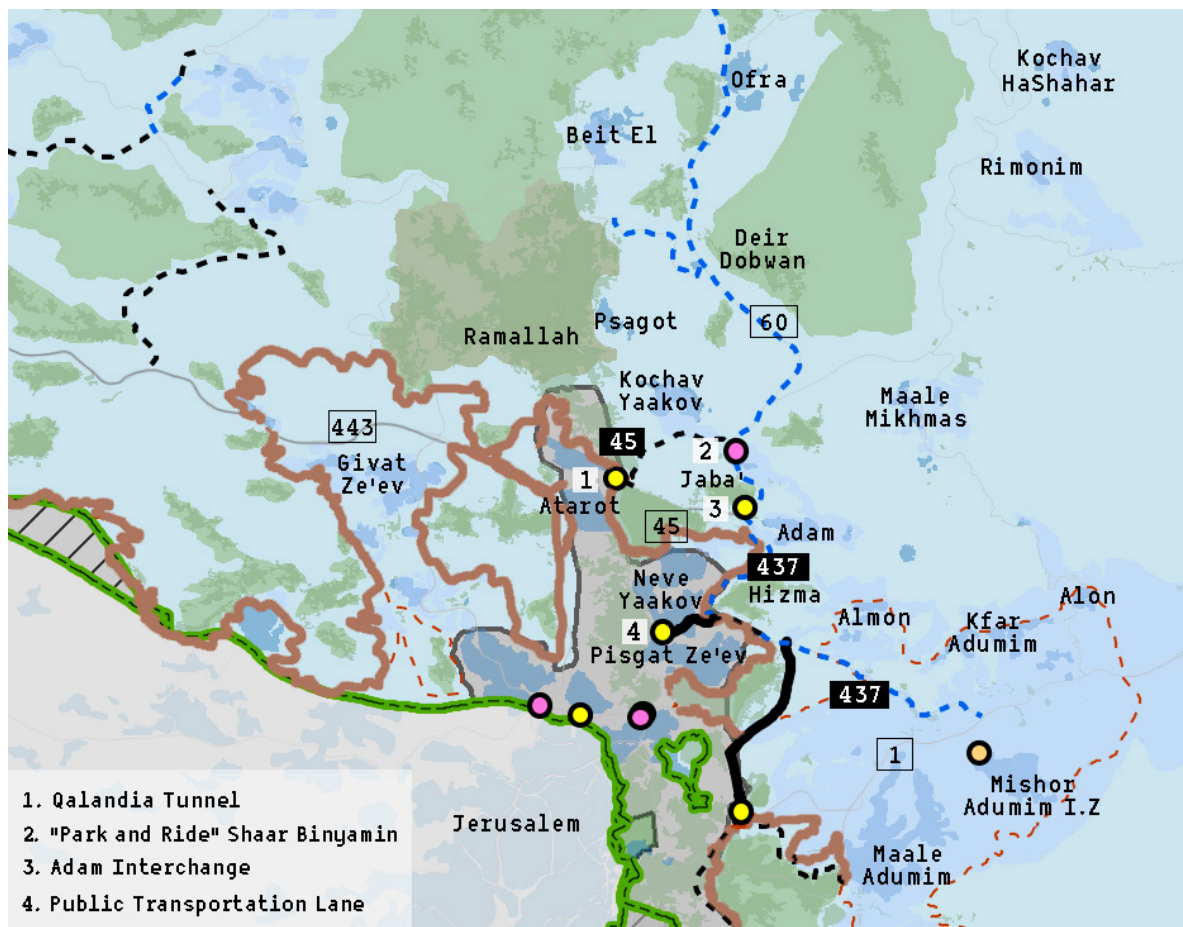 Kochav
HaShahar
Ofra
Beit El
Rimonim
Deir
Dobwan
60
Psagot
Ramallah
Kochav
Yaakov
Maale
Mikhmas
443
45
2
Givat
Ze'ev
Jaba'
1
Atarot
3
45
Adam
437
Neve
Yaakov
Hizma
Alon
Almon
Kfar
Adumim
4
Pisgat Ze'ev
437
1
Mishor
Adumim I.Z
Jerusalem
Maale
Adumim
1. Qalandia Tunnel
2. "Park and Ride" Shaar Binyamin
3. Adam Interchange
4. Public Transportation Lane